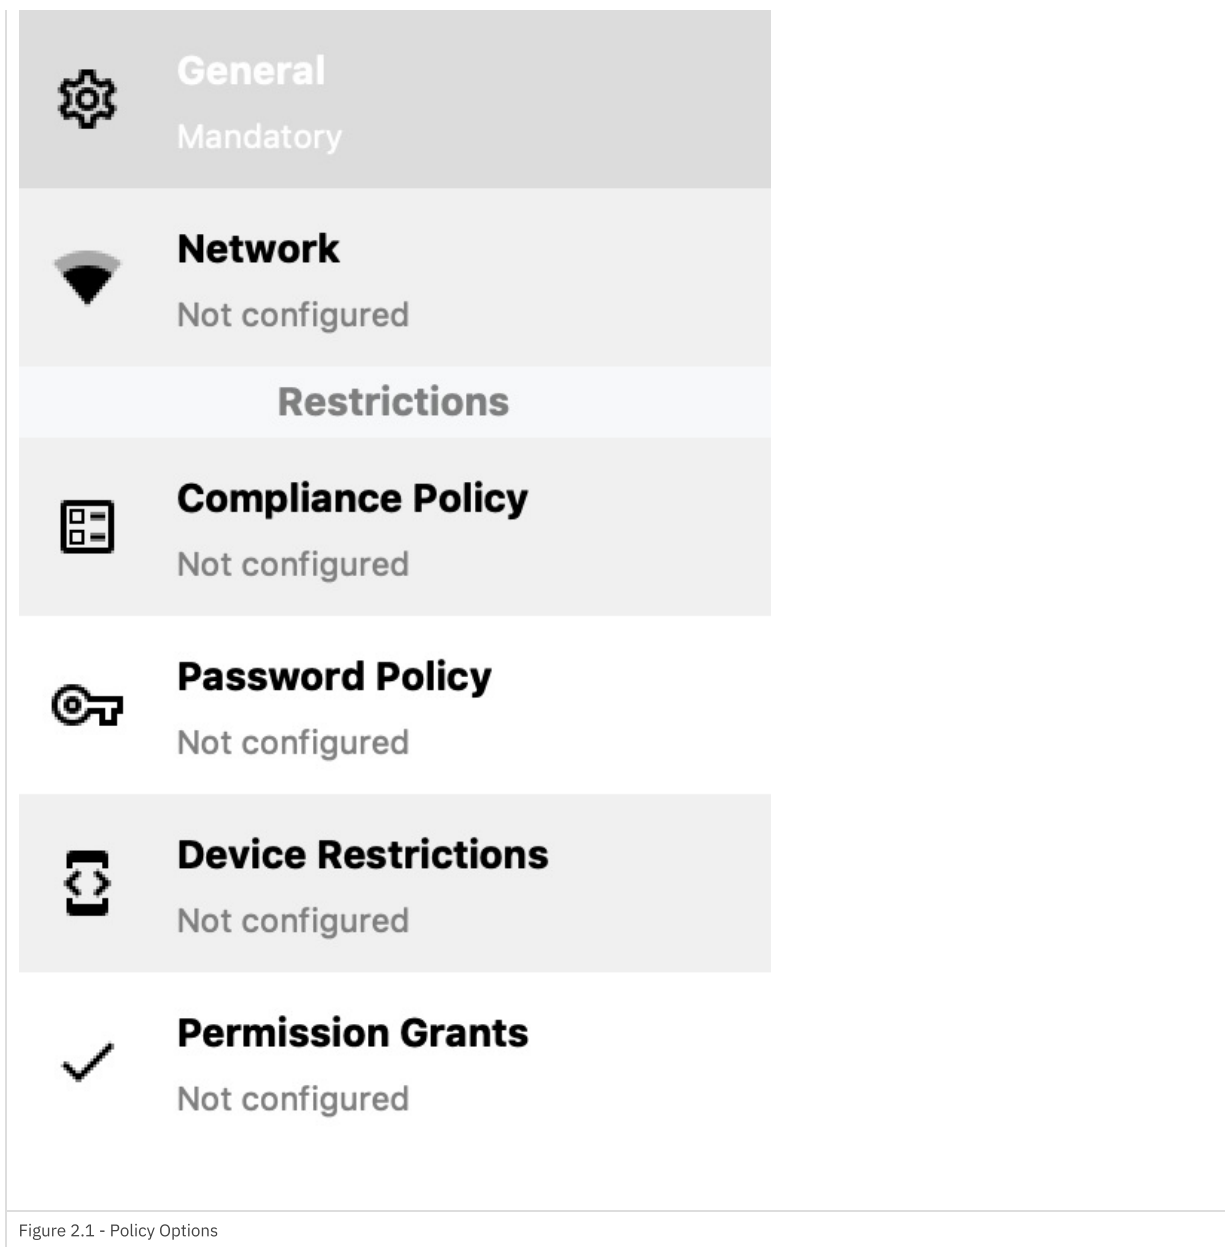 General
Mandatory
Network
Not configured
Restrictions
Compliance Policy
Not configured
Password Policy
Not configured
Device Restrictions
Not configured
Permission Grants
Not configured
Figure 2.1 - Policy Options